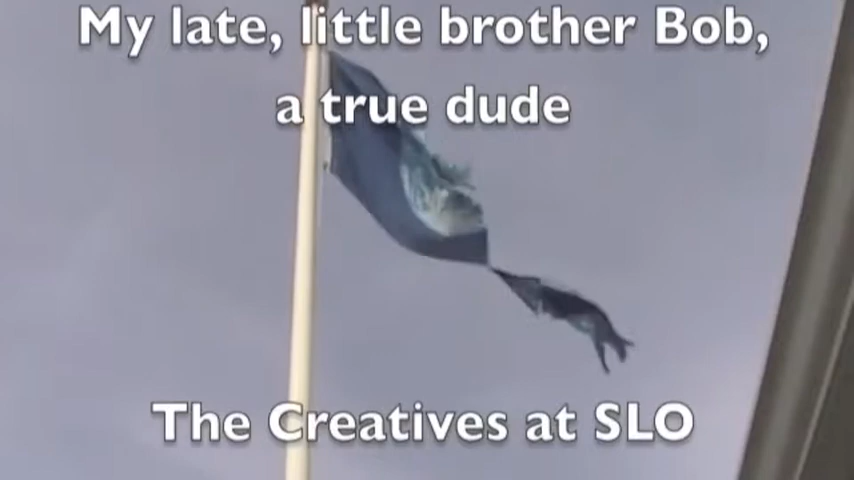 My late, little brother Bob,
a true dude
The Creatives at SLO